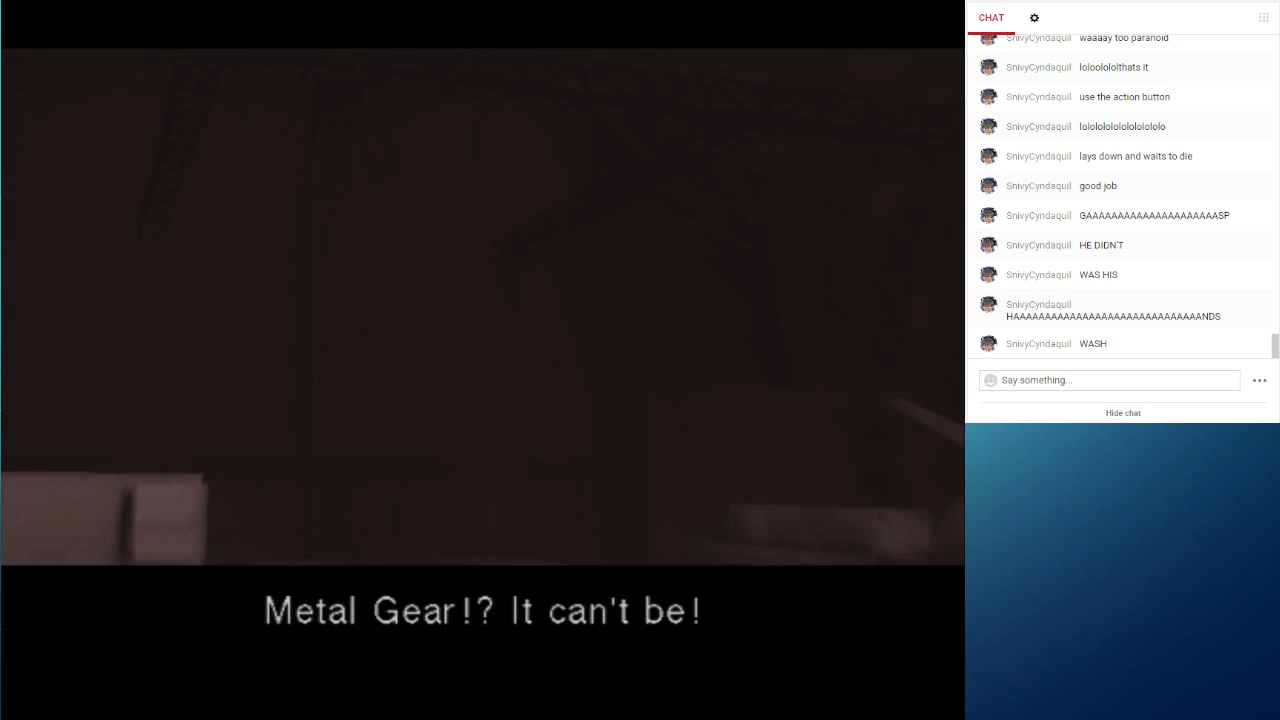 CHAT
SnivyCyndaquil waaaay too paranoid
SnivyCyndaquil loloolololthats it
SnivyCyndaquil use the action button
SnivyCyndaquil lolololololololololo
SnivyCyndaquil lays down and waits to die
SnivyCyndaquil good job
SnivyCyndaquil GAAAAAAAAAAAAAAAAAAAAASP
SnivyCyndaquil HE DIDN'T
SnivyCyndaquil WAS HIS
SnivyCyndaquil
HAAAAAAAAAAAAAAAAAAAAAAAAAAAAAANDS
SnivyCyndaquil WASH
Say something...
Hide chat
Metal Gear!? It can't be!